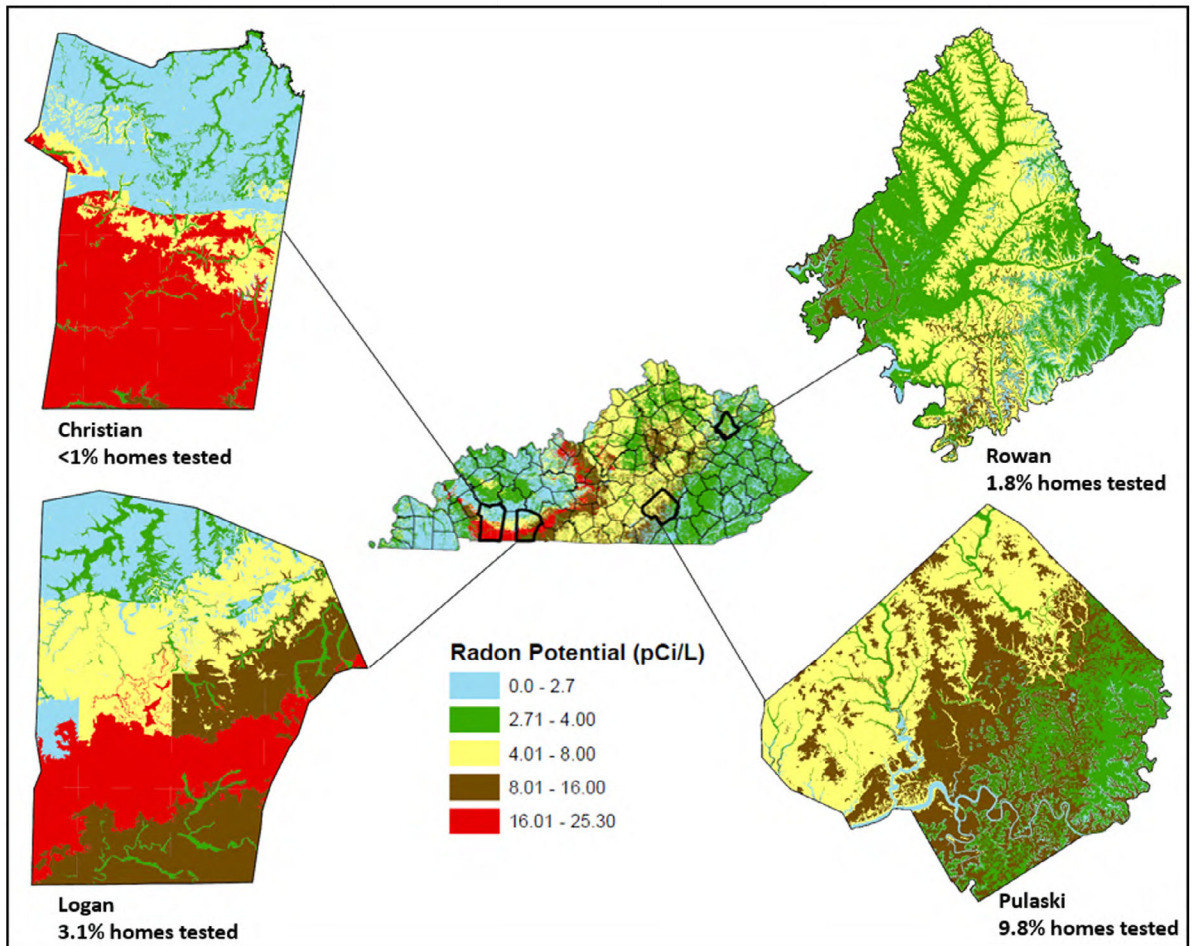 Christian
<1% homes tested
Rowan
1.8% homes tested
Radon Potential (pCi/L)
0.0 - 2.7
2.71 - 4.00
4.01 - 8.00
8.01 - 16.00
16.01 - 25.30
Logan
3.1% homes tested
Pulaski
9.8% homes tested